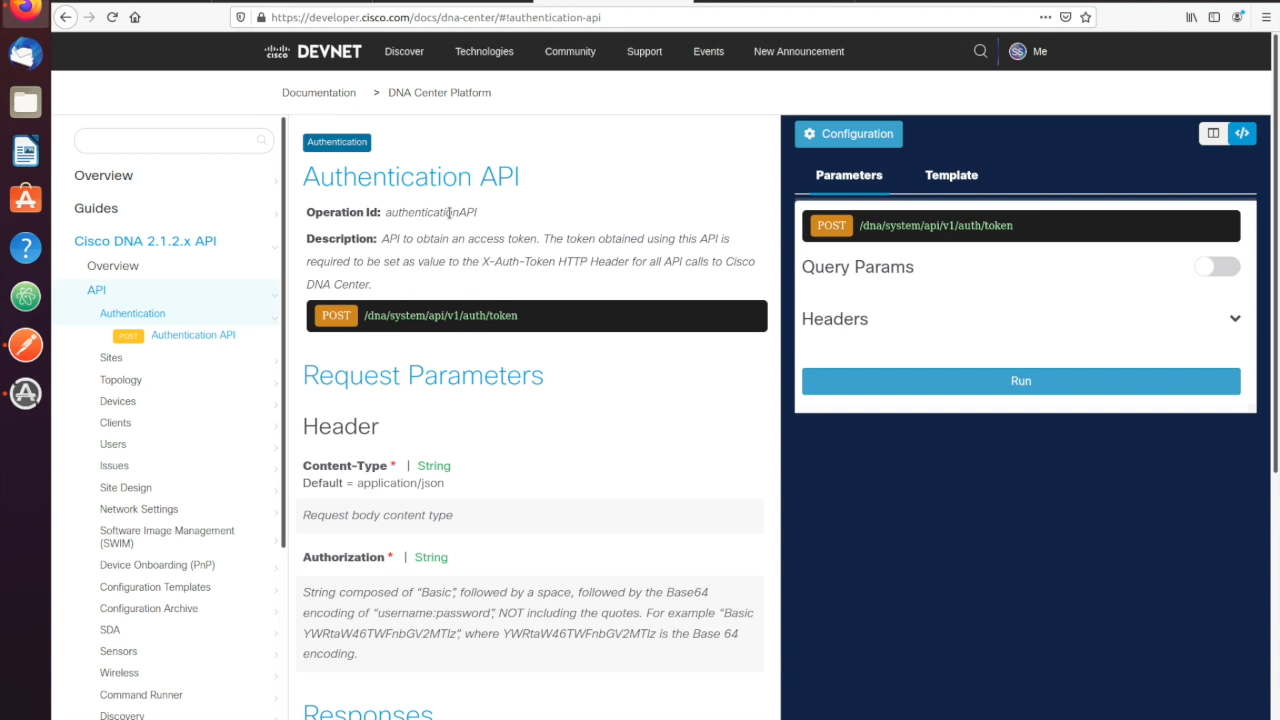 https://developer.cisco.com/docs/dna-center/#!authentication-api
cisco DEVNET Discover Technologies Community Support Events New Announcement SS Me
Documentation > DNA Center Platform
Overview
Guides
Cisco DNA 2.1.2.x API
Overview
API
Authentication
POST Authentication API
Sites
Topology
Devices
Clients
Users
Issues
Site Design
Network Settings
Software Image Management
(SWIM)
Device Onboarding (PnP)
Configuration Templates
Configuration Archive
SDA
Sensors
Wireless
Command Runner
Discovery
Authentication
Authentication API
Operation Id: authenticationAPI
Description: API to obtain an access token. The token obtained using this API is
required to be set as value to the X-Auth-Token HTTP Header for all API calls to Cisco
DNA Center.
POST /dna/system/api/v1/auth/token
Request Parameters
Header
Content-Type * | String
Default = application/json
Request body content type
Authorization * | String
String composed of “Basic”, followed by a space, followed by the Base64
encoding of “username:password”, NOT including the quotes. For example “Basic
YWRtaW46TWFnbGV2MTIz”, where YWRtaW46TWFnbGV2MTIz is the Base 64
encoding.
Responses
Configuration
Parameters Template
POST /dna/system/api/v1/auth/token
Query Params
Headers
Run